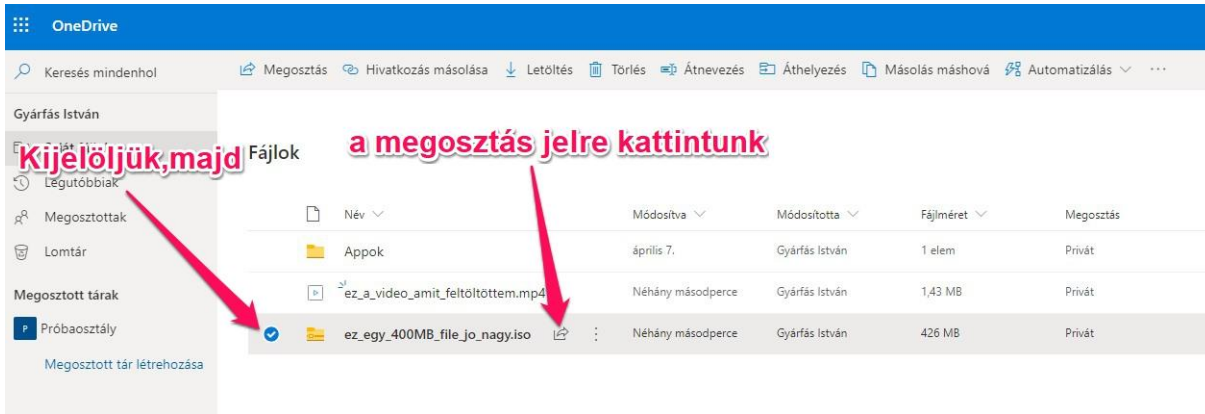 OneDrive
Keresés mindenhol
Megosztás Hivatkozás másolása Letöltés Törlés Átnevezés Áthelyezés Másolás máshová Automatizálás ...
Gyárfás István
Kijelöljük,majd
Fájlok
a megosztás jelre kattintunk
Legutóbbiak
Megosztottak
Lomtár
Megosztott tárak
P Próbaosztály
Megosztott tár létrehozása
Név Módosítva Módosította Fájlméret Megosztás
Appok április 7. Gyárfás István 1 elem Privát
ez_a_video_amit_feltöltöttem.mp4 Néhány másodperce Gyárfás István 1,43 MB Privát
ez_egy_400MB_file_jo_nagy.iso Néhány másodperce Gyárfás István 426 MB Privát